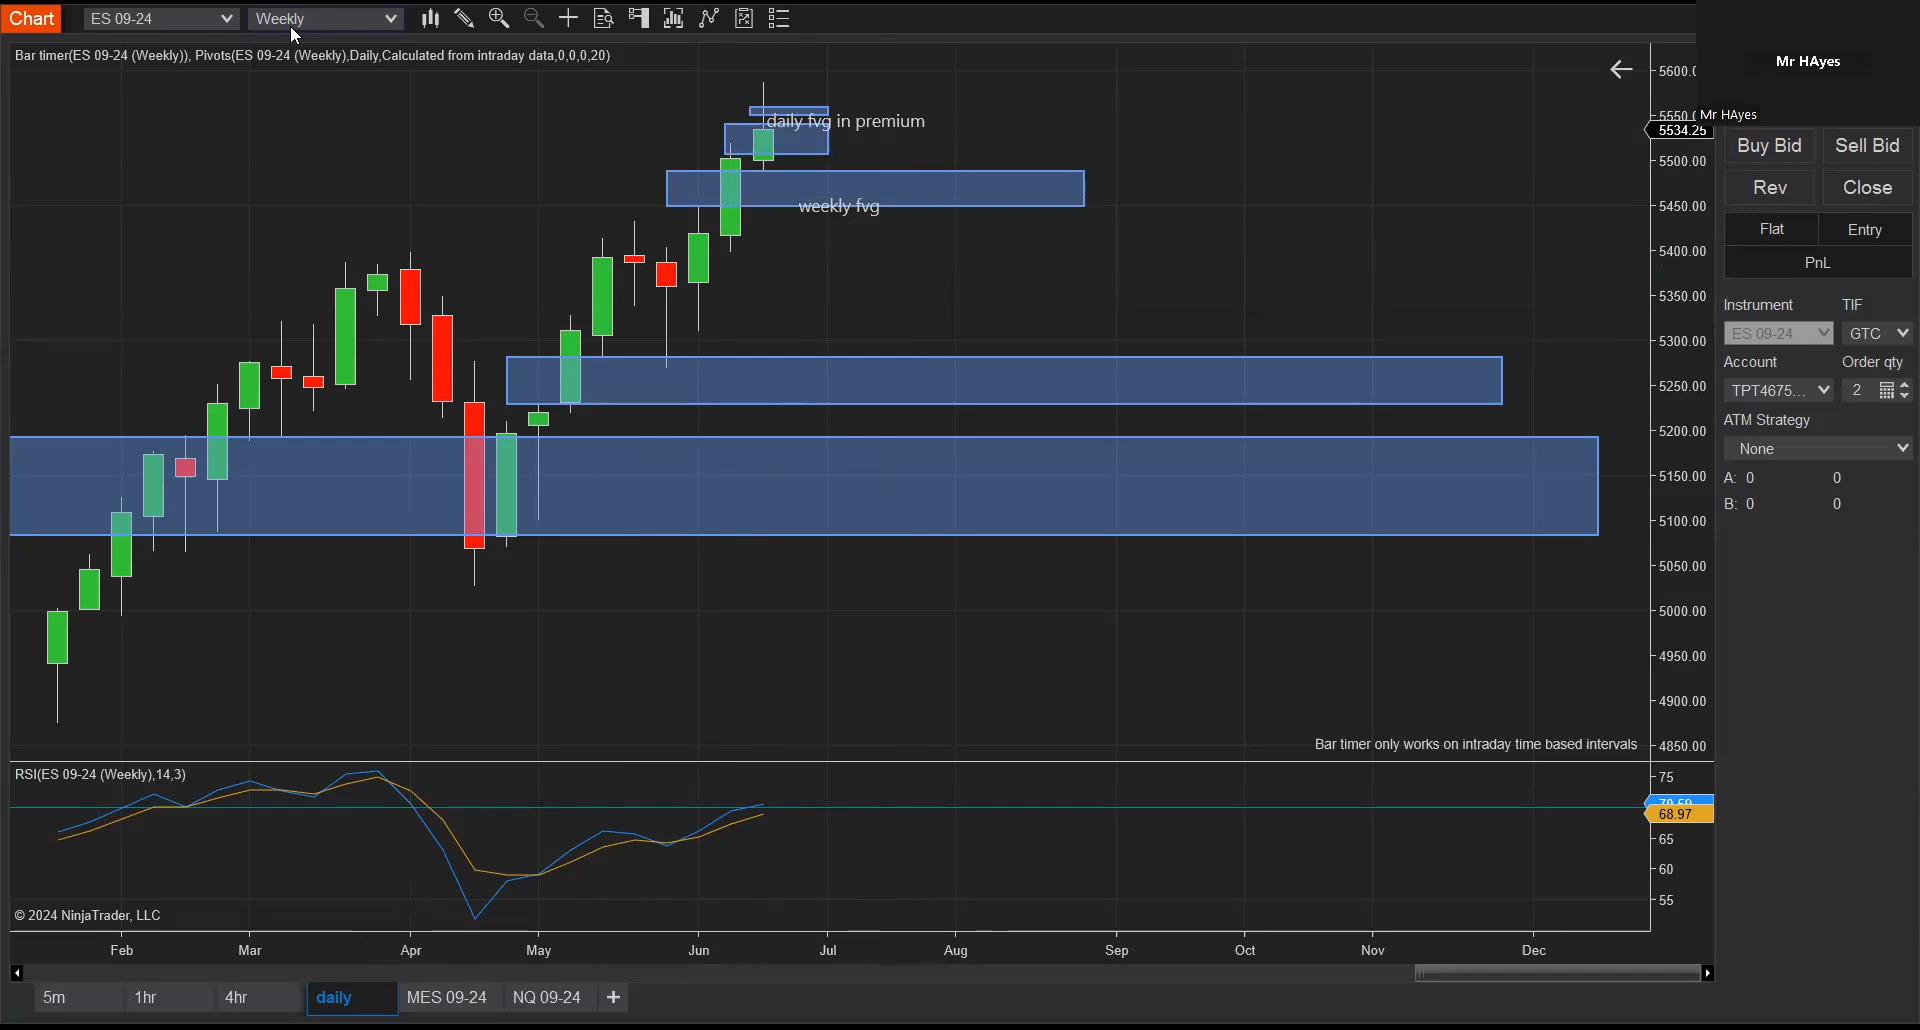 Chart ES 09-24 Weekly
Bar timer(ES 09-24 (Weekly)), Pivots(ES 09-24 (Weekly),Daily,Calculated from intraday data,0,0,0,20)
Mr HAyes
Mr HAyes
daily fvg in premium
weekly fvg
5534.25
5500.00
5450.00
5400.00
5350.00
5300.00
5250.00
5200.00
5150.00
5100.00
5050.00
5000.00
4950.00
4900.00
4850.00
Buy Bid Sell Bid
Rev Close
Flat Entry
PnL
Instrument TIF
ES 09-24 GTC
Account Order qty
TPT4675... 2
ATM Strategy
None
A: 0 0
B: 0 0
Bar timer only works on intraday time based intervals
RSI(ES 09-24 (Weekly),14,3)
75
70.59
68.97
65
60
55
© 2024 NinjaTrader, LLC
Feb Mar Apr May Jun Jul Aug Sep Oct Nov Dec
5m 1hr 4hr daily MES 09-24 NQ 09-24 +